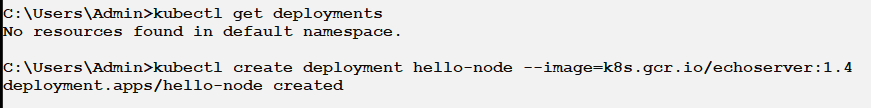 C:\Users\Admin>kubectl get deployments
No resources found in default namespace.
C:\Users\Admin>kubectl create deployment hello-node --image=k8s.gcr.io/echoserver:1.4
deployment.apps/hello-node created